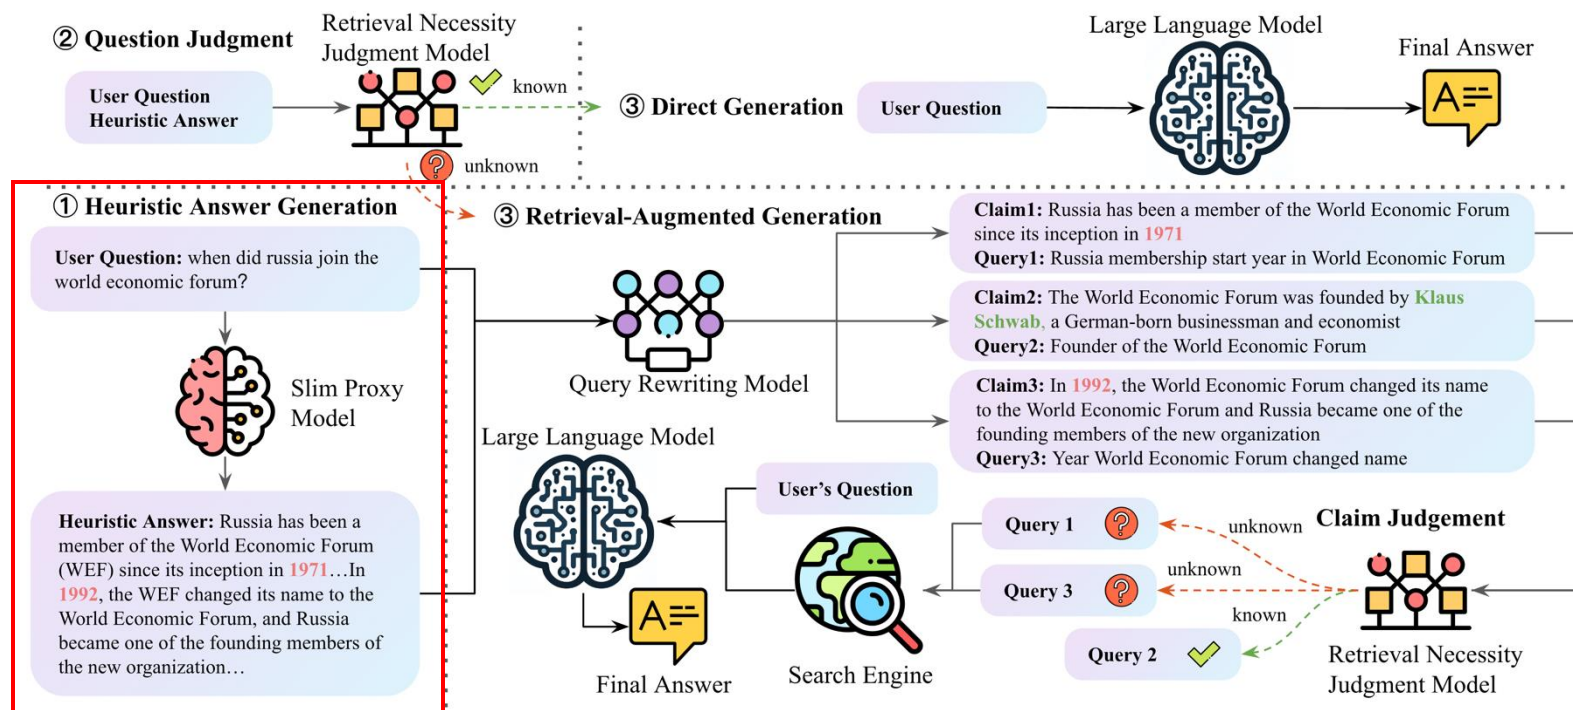 ② Question Judgment
Retrieval Necessity
Judgment Model
User Question
Heuristic Answer
known
unknown
③ Direct Generation
User Question
Large Language Model
Final Answer
① Heuristic Answer Generation
User Question: when did russia join the
world economic forum?
Slim Proxy
Model
Heuristic Answer: Russia has been a
member of the World Economic Forum
(WEF) since its inception in 1971…In
1992, the WEF changed its name to the
World Economic Forum, and Russia
became one of the founding members of
the new organization…
③ Retrieval-Augmented Generation
Query Rewriting Model
Claim1: Russia has been a member of the World Economic Forum
since its inception in 1971
Query1: Russia membership start year in World Economic Forum
Claim2: The World Economic Forum was founded by Klaus
Schwab, a German-born businessman and economist
Query2: Founder of the World Economic Forum
Claim3: In 1992, the World Economic Forum changed its name
to the World Economic Forum and Russia became one of the
founding members of the new organization
Query3: Year World Economic Forum changed name
Claim Judgement
Retrieval Necessity
Judgment Model
unknown
unknown
known
Query 1
Query 3
Query 2
User's Question
Search Engine
Large Language Model
Final Answer